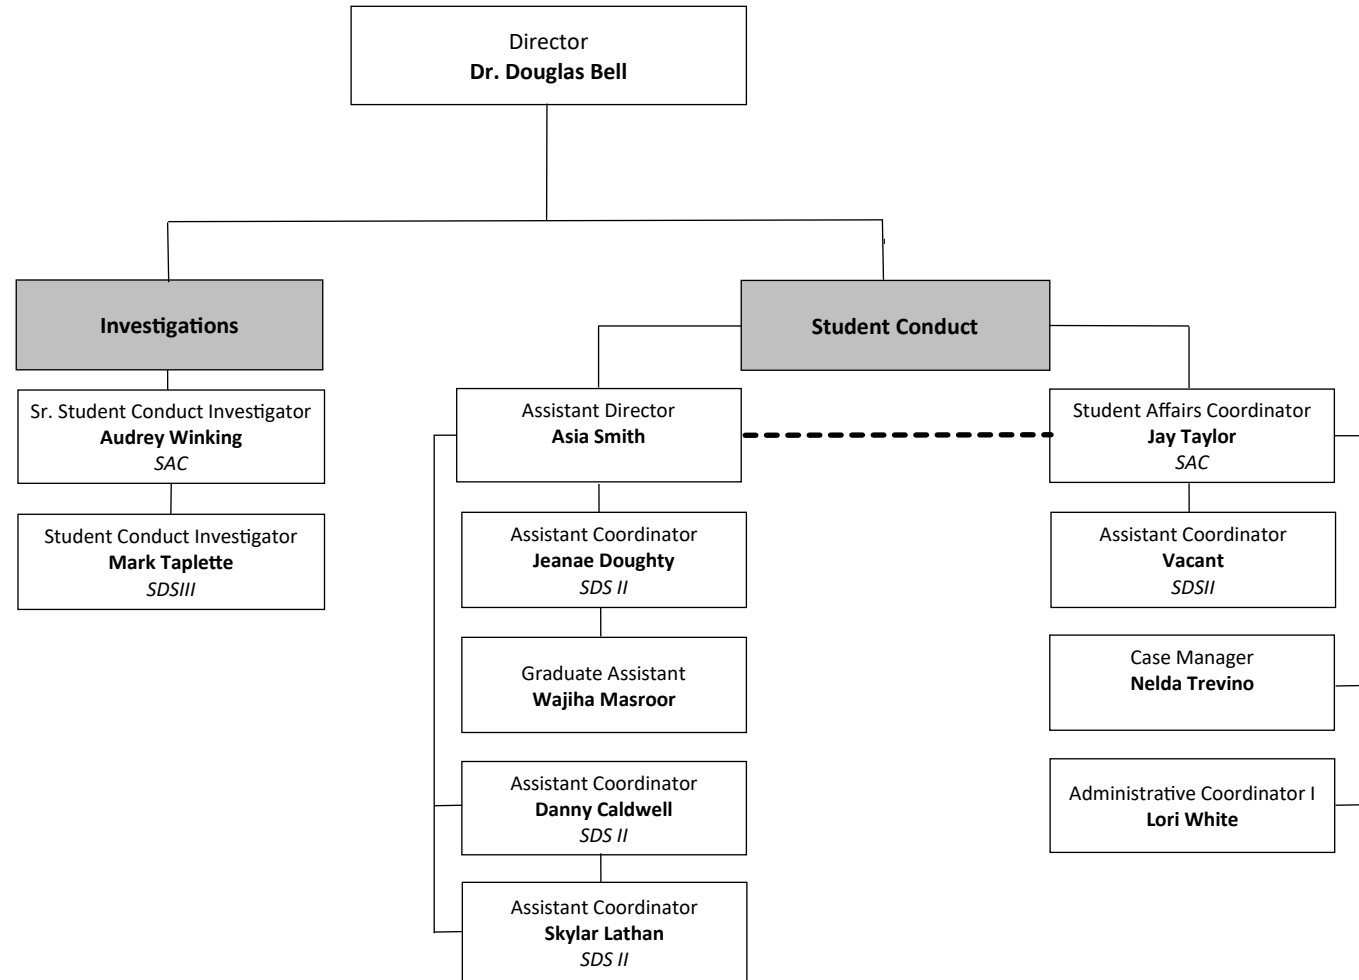 Director
Dr. Douglas Bell
Investigations
Sr. Student Conduct Investigator
Audrey Winking
SAC
Student Conduct Investigator
Mark Taplette
SDSIII
Student Conduct
Assistant Director
Asia Smith
Assistant Coordinator
Jeanae Doughty
SDS II
Graduate Assistant
Wajiha Masroor
Assistant Coordinator
Danny Caldwell
SDS II
Assistant Coordinator
Skylar Lathan
SDS II
Student Affairs Coordinator
Jay Taylor
SAC
Assistant Coordinator
Vacant
SDSII
Case Manager
Nelda Trevino
Administrative Coordinator I
Lori White